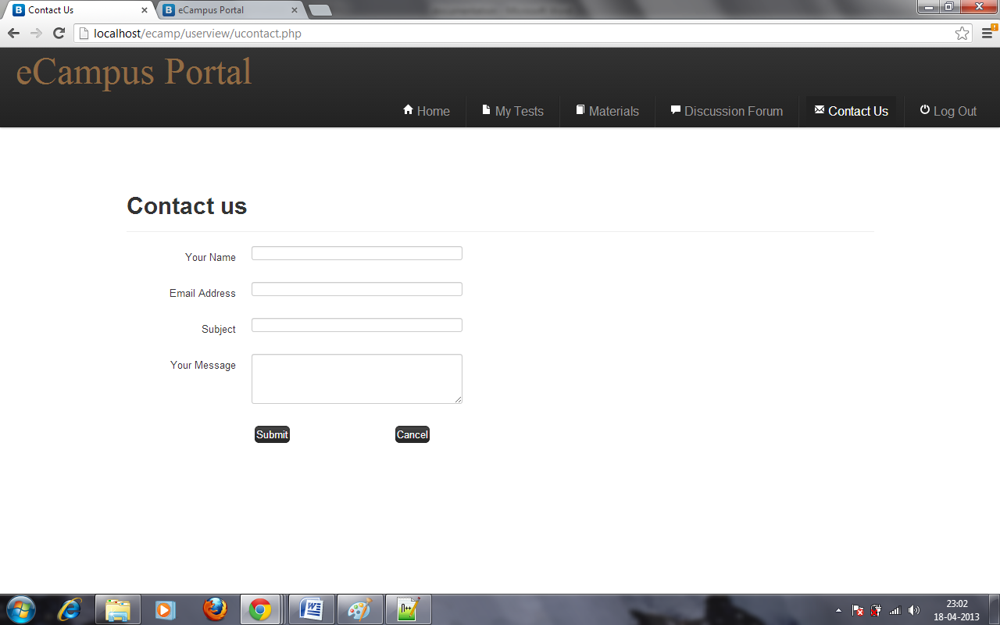 Contact Us
eCampus Portal
localhost/ecamp/userview/ucontact.php
eCampus Portal
Home
My Tests
Materials
Discussion Forum
Contact Us
Log Out
Contact us
Your Name
Email Address
Subject
Your Message
Submit
Cancel
23:02
18-04-2013